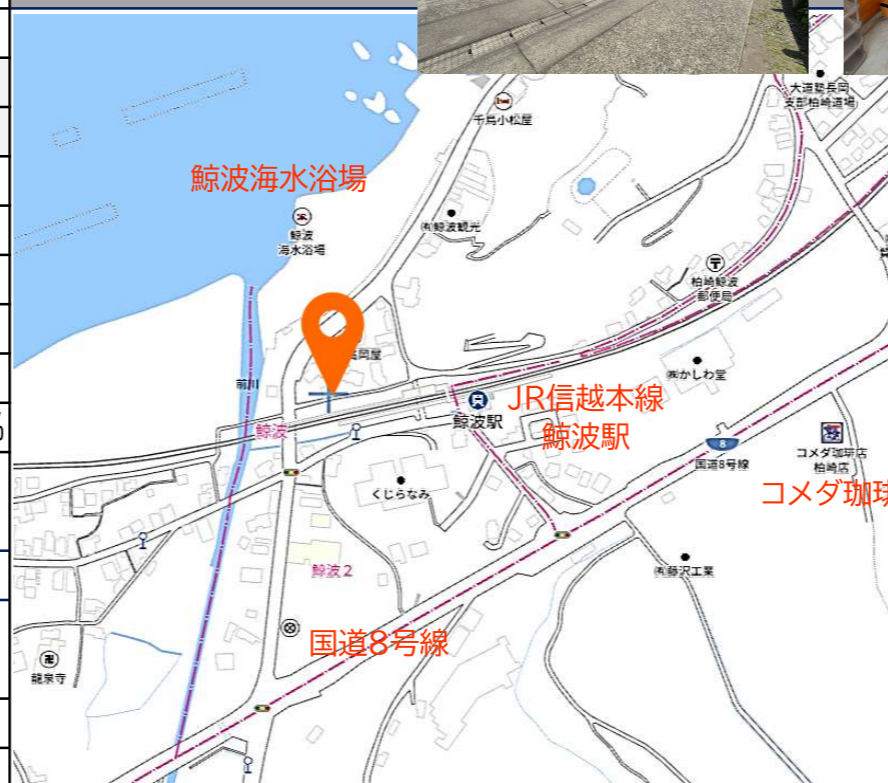 大道塾長岡
支部柏崎道場
千鳥小松屋
鯨波海水浴場
鯨波
海水浴場
㈲鯨波観光
柏崎鯨波
郵便局
高岡屋
前川
㈱かしわ堂
JR信越本線
鯨波駅
鯨波駅
鯨波
8
国道8号線
コメダ珈琲店
柏崎店
コメダ珈琲
くじらなみ
鯨波2
㈲藤沢工業
国道8号線
龍泉寺